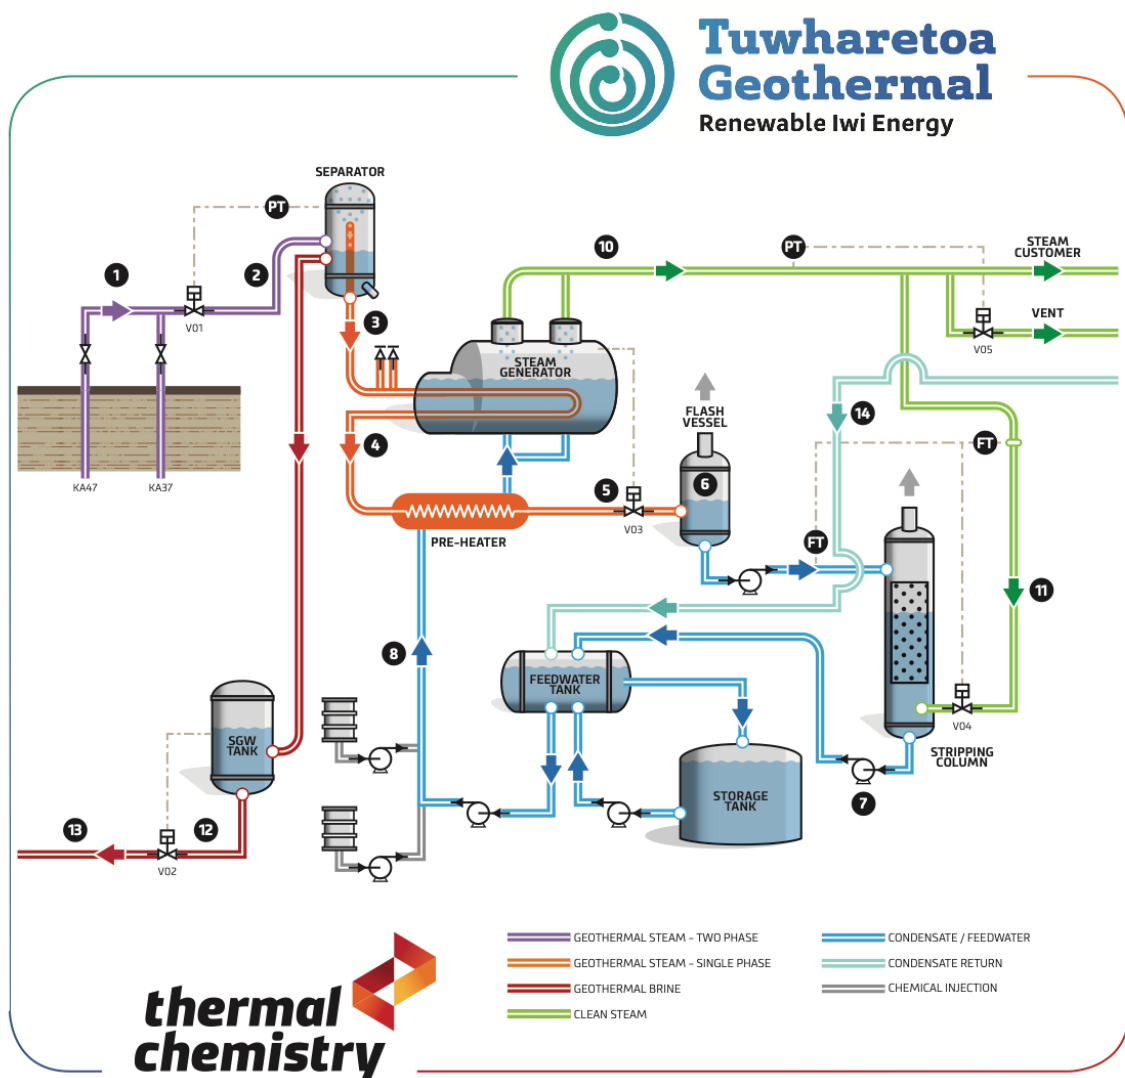 Tuwharetoa
Geothermal
Renewable Iwi Energy
SEPARATOR
PT
10
PT
STEAM
CUSTOMER
1
2
VENT
V01
3
V05
STEAM
GENERATOR
FLASH
VESSEL
14
4
FT
KA47
KA37
5
6
V03
PRE-HEATER
FT
11
8
FEEDWATER
TANK
SGW
TANK
V04
STRIPPING
COLUMN
STORAGE
TANK
7
13
12
V02
GEOTHERMAL STEAM – TWO PHASE
GEOTHERMAL STEAM – SINGLE PHASE
GEOTHERMAL BRINE
CLEAN STEAM
CONDENSATE / FEEDWATER
CONDENSATE RETURN
CHEMICAL INJECTION
thermal
chemistry